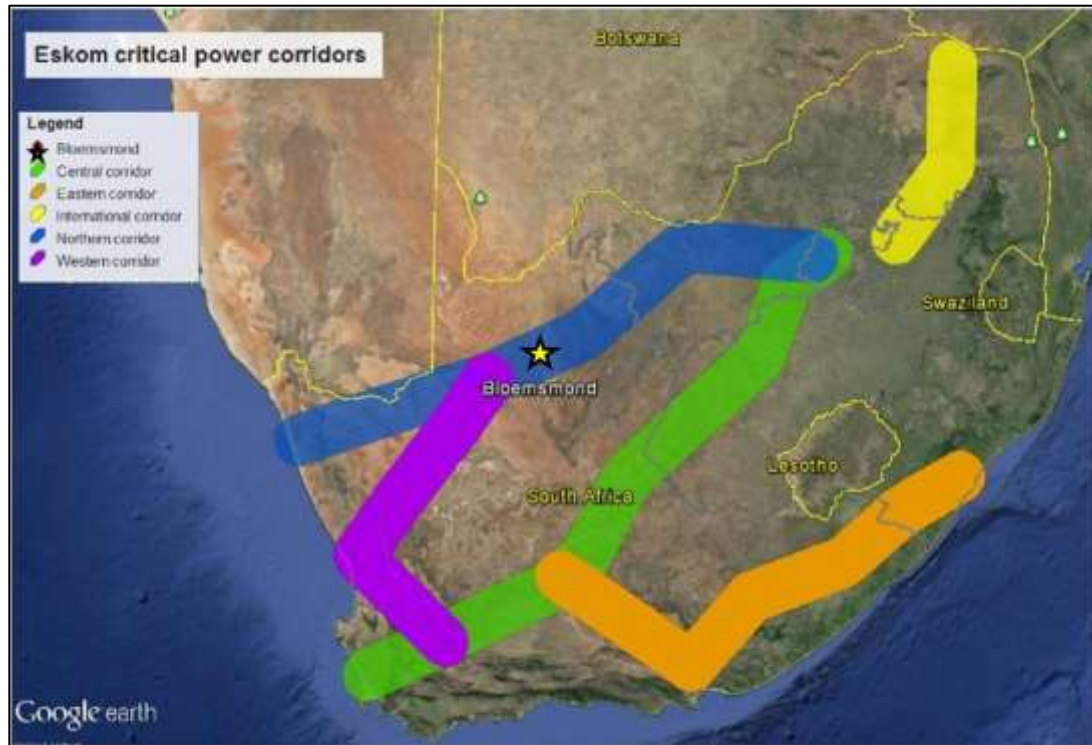 Eskom critical power corridors
Legend
Bloemsmond
Central corridor
Eastern corridor
International corridor
Northern corridor
Western corridor
Botswana
Swaziland
Bloemsmond
Lesotho
South Africa
Google earth